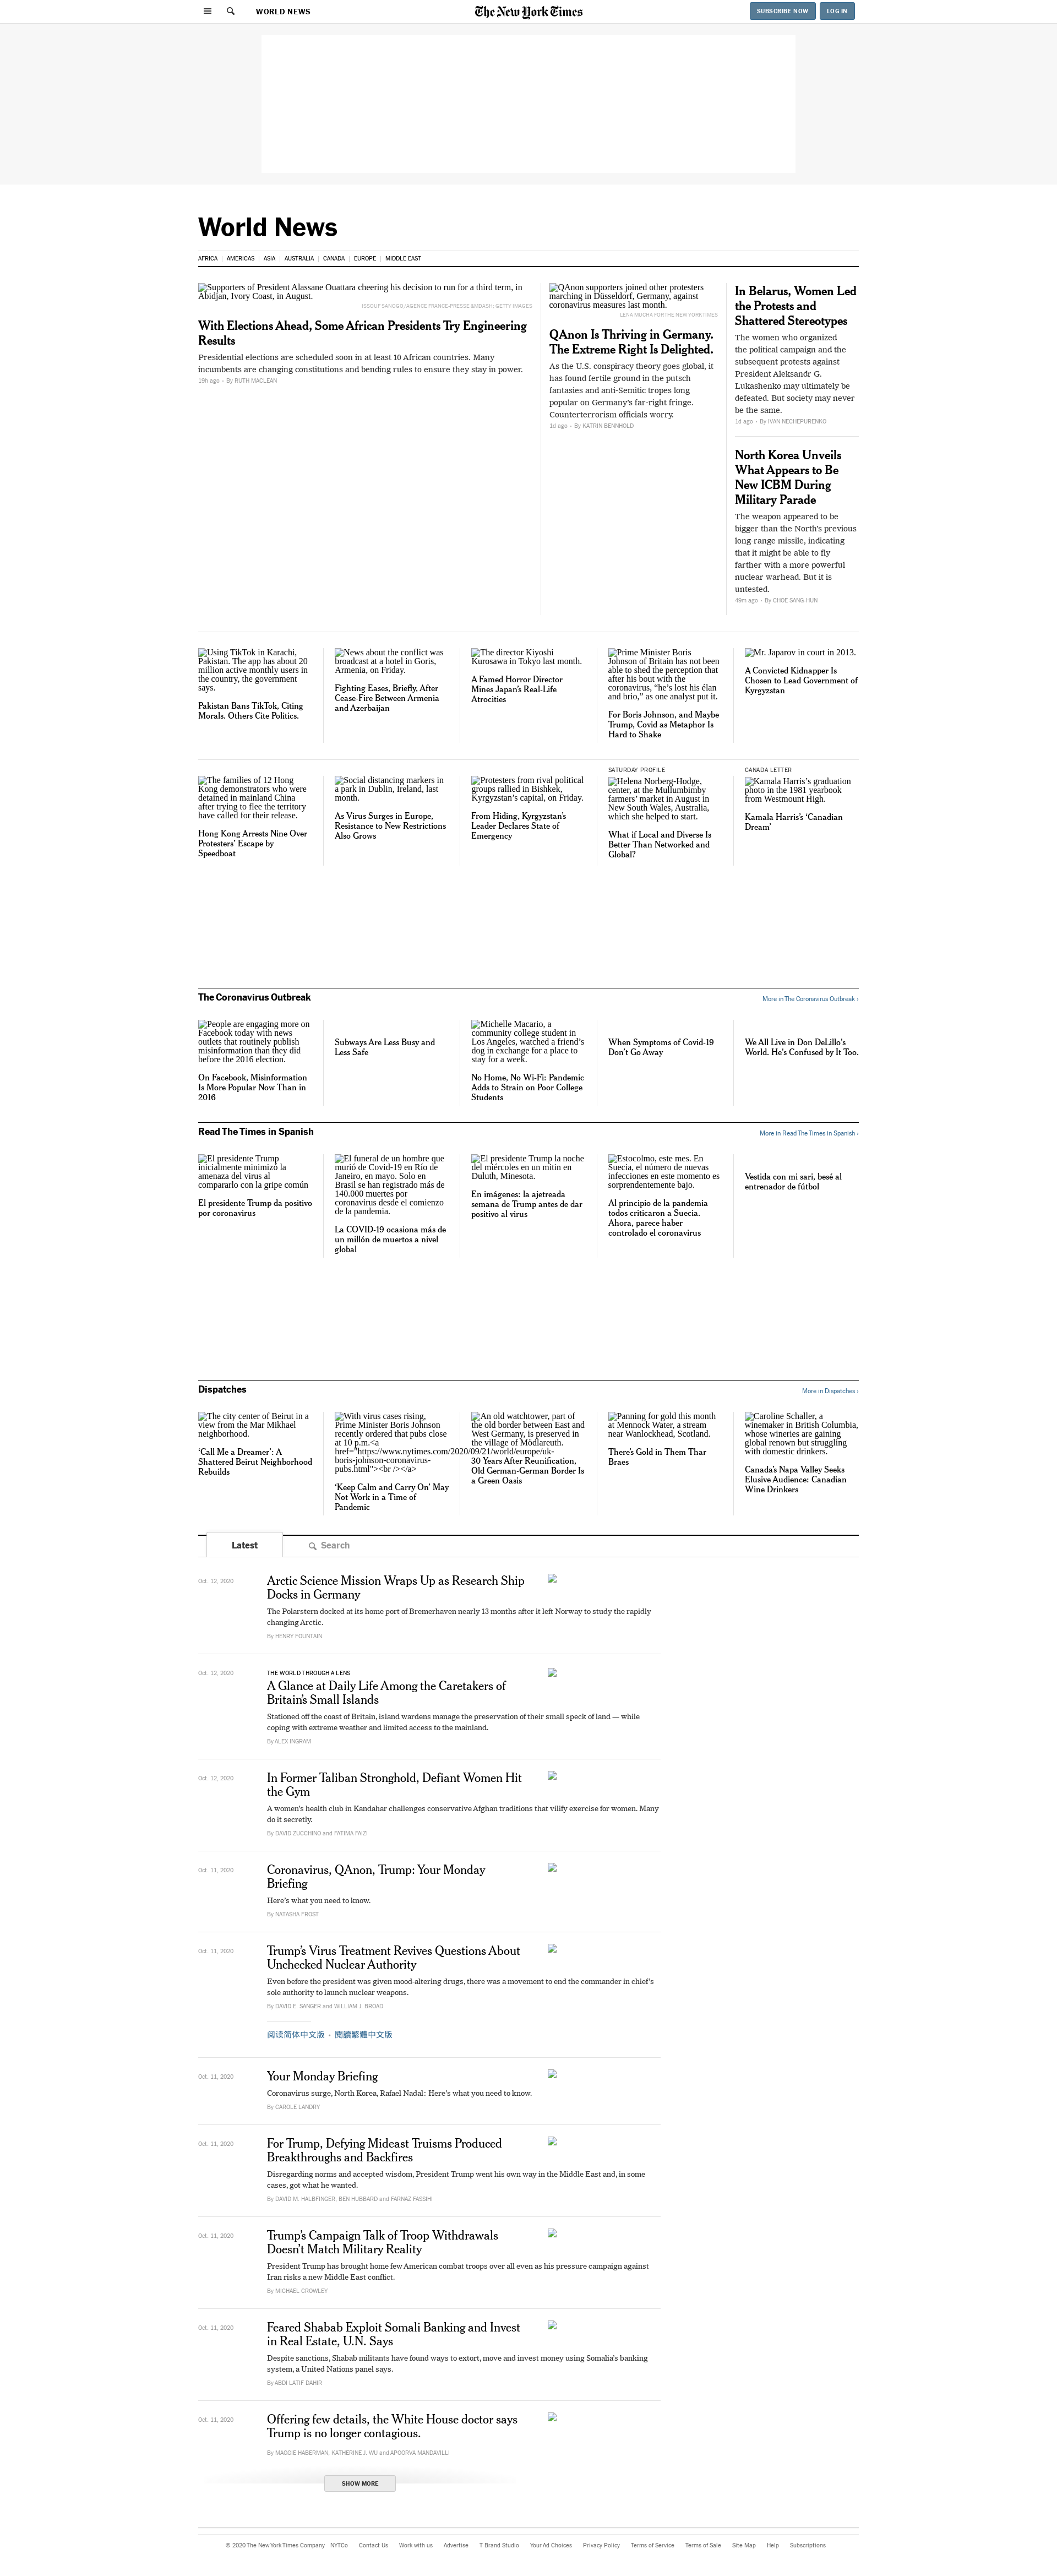 WORLD NEWS
The New York Times
SUBSCRIBE NOW
LOG IN
World News
AFRICA | AMERICAS | ASIA | AUSTRALIA | CANADA | EUROPE | MIDDLE EAST
Supporters of President Alassane Ouattara cheering his decision to run for a third term, in
Abidjan, Ivory Coast, in August.
ISSOUF SANOGO/AGENCE FRANCE-PRESSE &MDASH; GETTY IMAGES
With Elections Ahead, Some African Presidents Try Engineering
Results
Presidential elections are scheduled soon in at least 10 African countries. Many
incumbents are changing constitutions and bending rules to ensure they stay in power.
19h ago • By RUTH MACLEAN
QAnon supporters joined other protesters
marching in Düsseldorf, Germany, against
coronavirus measures last month.
LENA MUCHA FOR THE NEW YORK TIMES
QAnon Is Thriving in Germany.
The Extreme Right Is Delighted.
As the U.S. conspiracy theory goes global, it
has found fertile ground in the putsch
fantasies and anti-Semitic tropes long
popular on Germany's far-right fringe.
Counterterrorism officials worry.
1d ago • By KATRIN BENNHOLD
In Belarus, Women Led
the Protests and
Shattered Stereotypes
The women who organized
the political campaign and the
subsequent protests against
President Aleksandr G.
Lukashenko may ultimately be
defeated. But society may never
be the same.
1d ago • By IVAN NECHEPURENKO
North Korea Unveils
What Appears to Be
New ICBM During
Military Parade
The weapon appeared to be
bigger than the North's previous
long-range missile, indicating
that it might be able to fly
farther with a more powerful
nuclear warhead. But it is
untested.
49m ago • By CHOE SANG-HUN
Using TikTok in Karachi,
Pakistan. The app has about 20
million active monthly users in
the country, the government
says.
Pakistan Bans TikTok, Citing
Morals. Others Cite Politics.
News about the conflict was
broadcast at a hotel in Goris,
Armenia, on Friday.
Fighting Eases, Briefly, After
Cease-Fire Between Armenia
and Azerbaijan
The director Kiyoshi
Kurosawa in Tokyo last month.
A Famed Horror Director
Mines Japan's Real-Life
Atrocities
Prime Minister Boris
Johnson of Britain has not been
able to shed the perception that
after his bout with the
coronavirus, “he’s lost his élan
and brio,” as one analyst put it.
For Boris Johnson, and Maybe
Trump, Covid as Metaphor Is
Hard to Shake
Mr. Japarov in court in 2013.
A Convicted Kidnapper Is
Chosen to Lead Government of
Kyrgyzstan
The families of 12 Hong
Kong demonstrators who were
detained in mainland China
after trying to flee the territory
have called for their release.
Hong Kong Arrests Nine Over
Protesters' Escape by
Speedboat
Social distancing markers in
a park in Dublin, Ireland, last
month.
As Virus Surges in Europe,
Resistance to New Restrictions
Also Grows
Protesters from rival political
groups rallied in Bishkek,
Kyrgyzstan’s capital, on Friday.
From Hiding, Kyrgyzstan’s
Leader Declares State of
Emergency
SATURDAY PROFILE
Helena Norberg-Hodge,
center, at the Mullumbimby
farmers’ market in August in
New South Wales, Australia,
which she helped to start.
What if Local and Diverse Is
Better Than Networked and
Global?
CANADA LETTER
Kamala Harris’s graduation
photo in the 1981 yearbook
from Westmount High.
Kamala Harris’s ‘Canadian
Dream’
The Coronavirus Outbreak
More in The Coronavirus Outbreak ›
People are engaging more on
Facebook today with news
outlets that routinely publish
misinformation than they did
before the 2016 election.
On Facebook, Misinformation
Is More Popular Now Than in
2016
Subways Are Less Busy and
Less Safe
Michelle Macario, a
community college student in
Los Angeles, watched a friend’s
dog in exchange for a place to
stay for a week.
No Home, No Wi-Fi: Pandemic
Adds to Strain on Poor College
Students
When Symptoms of Covid-19
Don’t Go Away
We All Live in Don DeLillo’s
World. He’s Confused by It Too.
Read The Times in Spanish
More in Read The Times in Spanish ›
El presidente Trump
inicialmente minimizó la
amenaza del virus al
compararlo con la gripe común
El presidente Trump da positivo
por coronavirus
El funeral de un hombre que
murió de Covid-19 en Río de
Janeiro, en mayo. Solo en
Brasil se han registrado más de
140.000 muertes por
coronavirus desde el comienzo
de la pandemia.
La COVID-19 ocasiona más de
un millón de muertos a nivel
global
El presidente Trump la noche
del miércoles en un mitin en
Duluth, Minesota.
En imágenes: la ajetreada
semana de Trump antes de dar
positivo al virus
Estocolmo, este mes. En
Suecia, el número de nuevas
infecciones en este momento es
sorprendentemente bajo.
Al principio de la pandemia
todos criticaron a Suecia.
Ahora, parece haber
controlado el coronavirus
Vestida con mi sari, besé al
entrenador de fútbol
Dispatches
More in Dispatches ›
The city center of Beirut in a
view from the Mar Mikhael
neighborhood.
‘Call Me a Dreamer’: A
Shattered Beirut Neighborhood
Rebuilds
With virus cases rising,
Prime Minister Boris Johnson
recently ordered that pubs close
at 10 p.m.<a
href="https://www.nytimes.com/2020/09/21/world/europe/uk-
boris-johnson-coronavirus-
pubs.html"><br /></a>
‘Keep Calm and Carry On’ May
Not Work in a Time of
Pandemic
An old watchtower, part of
the old border between East and
West Germany, is preserved in
the village of Mödlareuth.
30 Years After Reunification,
Old German-German Border Is
a Green Oasis
Panning for gold this month
at Mennock Water, a stream
near Wanlockhead, Scotland.
There’s Gold in Them Thar
Braes
Caroline Schaller, a
winemaker in British Columbia,
whose wineries are gaining
global renown but struggling
with domestic drinkers.
Canada’s Napa Valley Seeks
Elusive Audience: Canadian
Wine Drinkers
Latest
Search
Oct. 12, 2020
Arctic Science Mission Wraps Up as Research Ship
Docks in Germany
The Polarstern docked at its home port of Bremerhaven nearly 13 months after it left Norway to study the rapidly
changing Arctic.
By HENRY FOUNTAIN
Oct. 12, 2020
THE WORLD THROUGH A LENS
A Glance at Daily Life Among the Caretakers of
Britain’s Small Islands
Stationed off the coast of Britain, island wardens manage the preservation of their small speck of land — while
coping with extreme weather and limited access to the mainland.
By ALEX INGRAM
Oct. 12, 2020
In Former Taliban Stronghold, Defiant Women Hit
the Gym
A women’s health club in Kandahar challenges conservative Afghan traditions that vilify exercise for women. Many
do it secretly.
By DAVID ZUCCHINO and FATIMA FAIZI
Oct. 11, 2020
Coronavirus, QAnon, Trump: Your Monday
Briefing
Here’s what you need to know.
By NATASHA FROST
Oct. 11, 2020
Trump’s Virus Treatment Revives Questions About
Unchecked Nuclear Authority
Even before the president was given mood-altering drugs, there was a movement to end the commander in chief’s
sole authority to launch nuclear weapons.
By DAVID E. SANGER and WILLIAM J. BROAD
阅读简体中文版 • 閱讀繁體中文版
Oct. 11, 2020
Your Monday Briefing
Coronavirus surge, North Korea, Rafael Nadal: Here’s what you need to know.
By CAROLE LANDRY
Oct. 11, 2020
For Trump, Defying Mideast Truisms Produced
Breakthroughs and Backfires
Disregarding norms and accepted wisdom, President Trump went his own way in the Middle East and, in some
cases, got what he wanted.
By DAVID M. HALBFINGER, BEN HUBBARD and FARNAZ FASSIHI
Oct. 11, 2020
Trump’s Campaign Talk of Troop Withdrawals
Doesn’t Match Military Reality
President Trump has brought home few American combat troops over all even as his pressure campaign against
Iran risks a new Middle East conflict.
By MICHAEL CROWLEY
Oct. 11, 2020
Feared Shabab Exploit Somali Banking and Invest
in Real Estate, U.N. Says
Despite sanctions, Shabab militants have found ways to extort, move and invest money using Somalia’s banking
system, a United Nations panel says.
By ABDI LATIF DAHIR
Oct. 11, 2020
Offering few details, the White House doctor says
Trump is no longer contagious.
By MAGGIE HABERMAN, KATHERINE J. WU and APOORVA MANDAVILLI
SHOW MORE
© 2020 The New York Times Company NYTCo Contact Us Work with us Advertise T Brand Studio Your Ad Choices Privacy Policy Terms of Service Terms of Sale Site Map Help Subscriptions